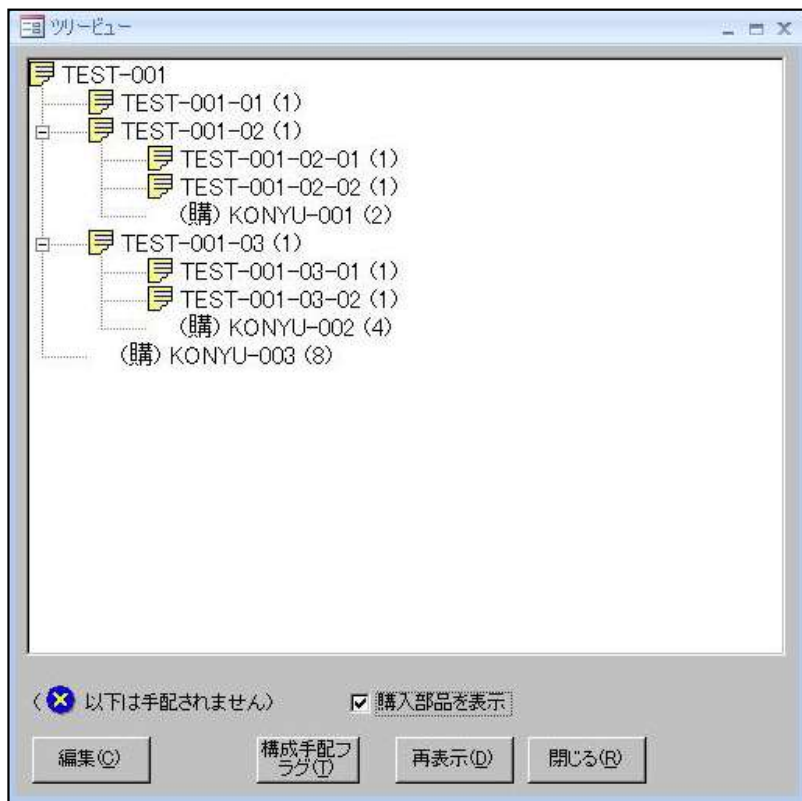 ツリービュー
TEST-001
TEST-001-01 (1)
TEST-001-02 (1)
TEST-001-02-01 (1)
TEST-001-02-02 (1)
(購) KONYU-001 (2)
TEST-001-03 (1)
TEST-001-03-01 (1)
TEST-001-03-02 (1)
(購) KONYU-002 (4)
(購) KONYU-003 (8)
( 以下は手配されません) 購入部品を表示
編集(C) 構成手配フ 再表示(D) 閉じる(R)
ラグ(T)